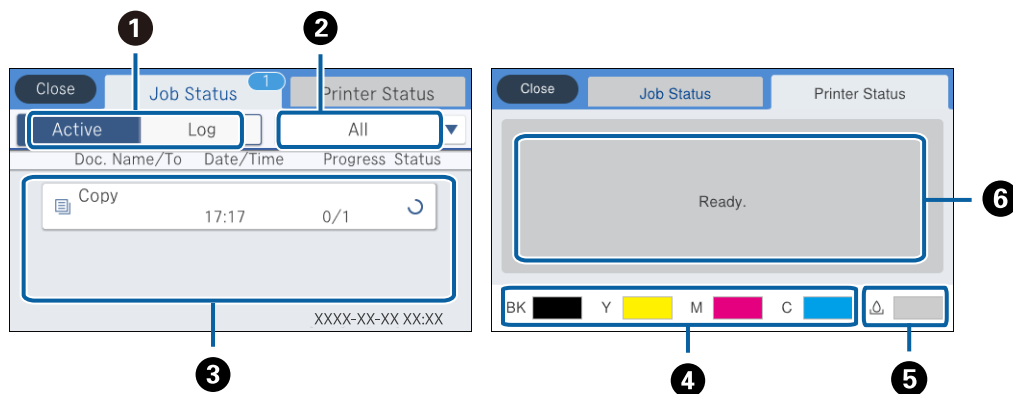 1 2
Close Job Status 1 Printer Status
Active Log All
Doc. Name/To Date/Time Progress Status
Copy
17:17 0/1
XXXX-XX-XX XX:XX
3
Close Job Status Printer Status
Ready.
6
BK Y M C
4 5